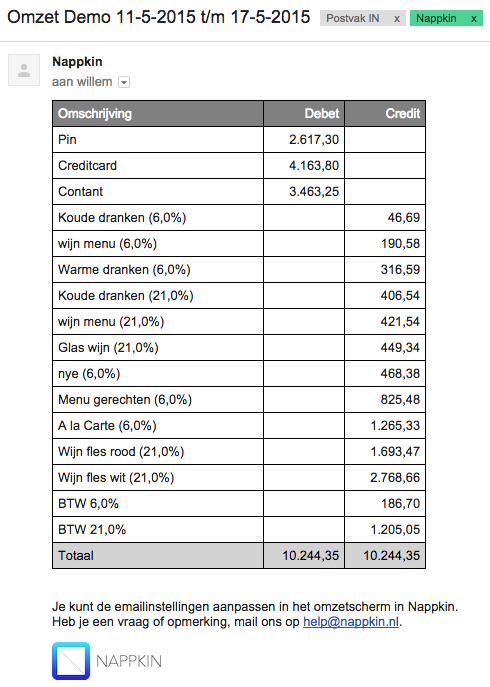 Omzet Demo 11-5-2015 t/m 17-5-2015 Postvak IN x Nappkin x
Nappkin
aan willem
Omschrijving Debet Credit
Pin 2.617,30
Creditcard 4.163,80
Contant 3.463,25
Koude dranken (6,0%) 46,69
wijn menu (6,0%) 190,58
Warme dranken (6,0%) 316,59
Koude dranken (21,0%) 406,54
wijn menu (21,0%) 421,54
Glas wijn (21,0%) 449,34
nye (6,0%) 468,38
Menu gerechten (6,0%) 825,48
A la Carte (6,0%) 1.265,33
Wijn fles rood (21,0%) 1.693,47
Wijn fles wit (21,0%) 2.768,66
BTW 6,0% 186,70
BTW 21,0% 1.205,05
Totaal 10.244,35 10.244,35
Je kunt de emailinstellingen aanpassen in het omzetscherm in Nappkin.
Heb je een vraag of opmerking, mail ons op help@nappkin.nl.
NAPPKIN